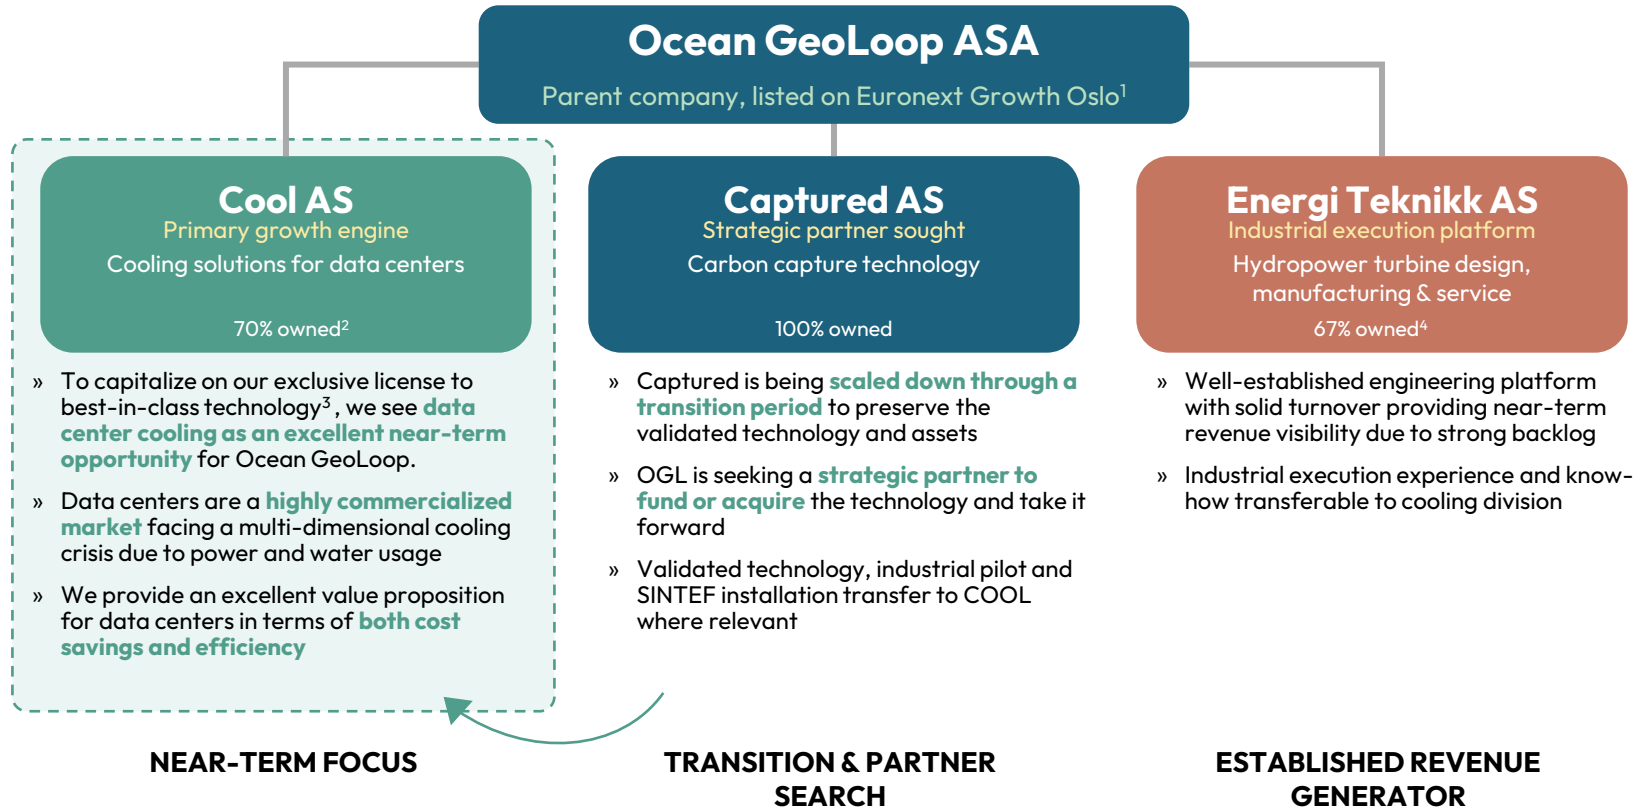 Ocean GeoLoop ASA
Parent company, listed on Euronext Growth Oslo¹
Cool AS
Primary growth engine
Cooling solutions for data centers
70% owned²
» To capitalize on our exclusive license to
best-in-class technology³, we see data
center cooling as an excellent near-term
opportunity for Ocean GeoLoop.
» Data centers are a highly commercialized
market facing a multi-dimensional cooling
crisis due to power and water usage
» We provide an excellent value proposition
for data centers in terms of both cost
savings and efficiency
NEAR-TERM FOCUS
Captured AS
Strategic partner sought
Carbon capture technology
100% owned
» Captured is being scaled down through a
transition period to preserve the
validated technology and assets
» OGL is seeking a strategic partner to
fund or acquire the technology and take it
forward
» Validated technology, industrial pilot and
SINTEF installation transfer to COOL
where relevant
TRANSITION & PARTNER
SEARCH
Energi Teknikk AS
Industrial execution platform
Hydropower turbine design,
manufacturing & service
67% owned⁴
» Well-established engineering platform
with solid turnover providing near-term
revenue visibility due to strong backlog
» Industrial execution experience and know-
how transferable to cooling division
ESTABLISHED REVENUE
GENERATOR